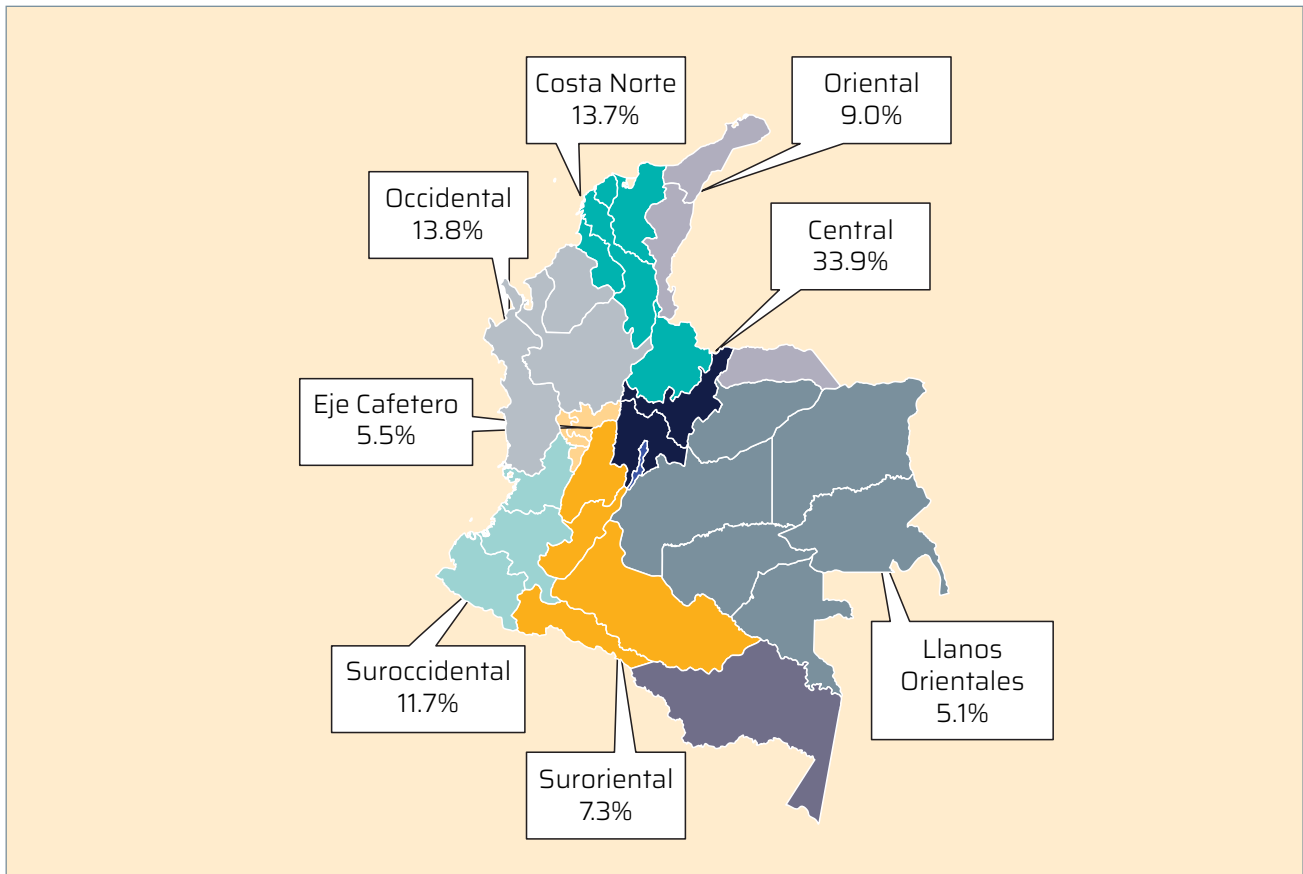 Costa Norte
13.7%
Oriental
9.0%
Occidental
13.8%
Central
33.9%
Eje Cafetero
5.5%
Suroccidental
11.7%
Llanos
Orientales
5.1%
Suroriental
7.3%